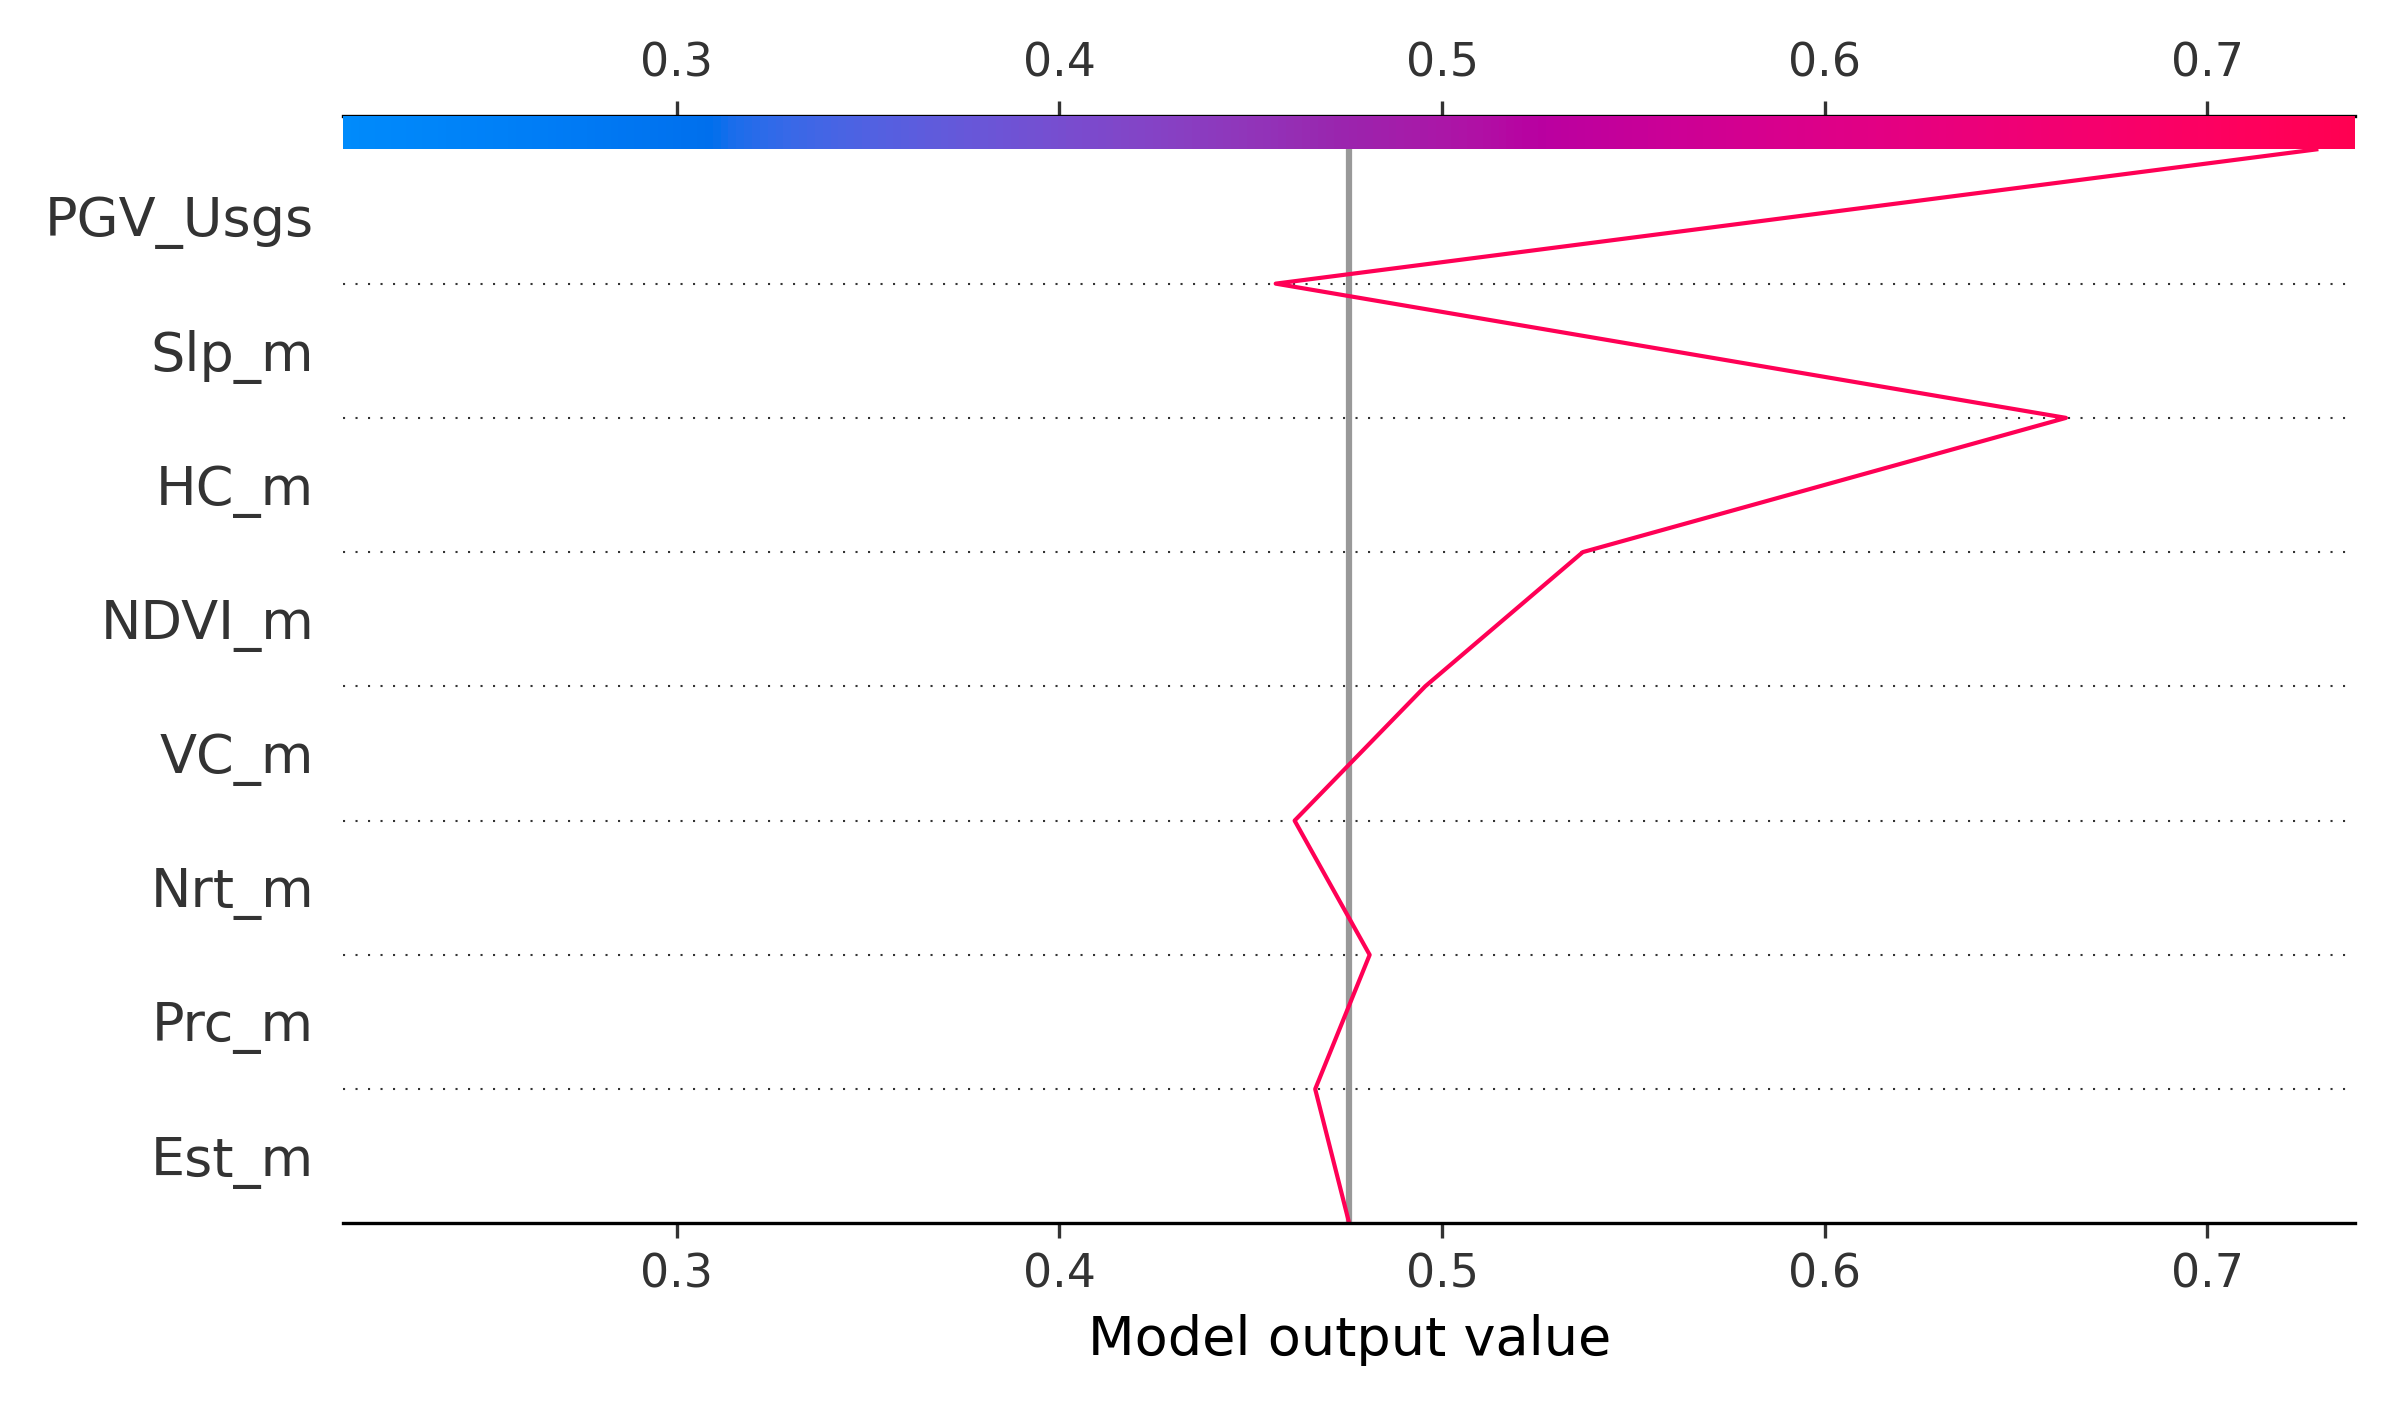 0.3 0.4 0.5 0.6 0.7
PGV_Usgs
Slp_m
HC_m
NDVI_m
VC_m
Nrt_m
Prc_m
Est_m
0.3 0.4 0.5 0.6 0.7
Model output value